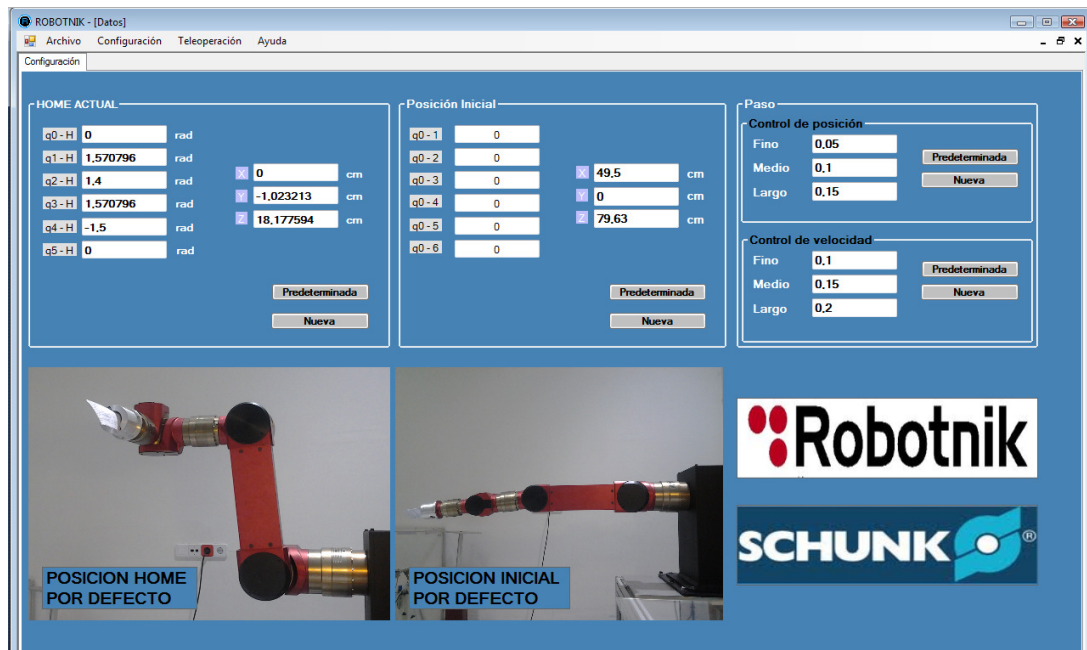 ROBOTNIK - [Datos]
Archivo Configuración Teleoperación Ayuda
Configuración
HOME ACTUAL
q0 - H 0 rad
q1 - H 1,570796 rad
q2 - H 1,4 rad
q3 - H 1,570796 rad
q4 - H -1,5 rad
q5 - H 0 rad
X 0 cm
Y -1,023213 cm
Z 18,177594 cm
Predeterminada
Nueva
Posición Inicial
q0 - 1 0
q0 - 2 0
q0 - 3 0
q0 - 4 0
q0 - 5 0
q0 - 6 0
X 49,5 cm
Y 0 cm
Z 79,63 cm
Predeterminada
Nueva
Paso
Control de posición
Fino 0,05
Medio 0,1
Largo 0,15
Predeterminada
Nueva
Control de velocidad
Fino 0,1
Medio 0,15
Largo 0,2
Predeterminada
Nueva
POSICION HOME
POR DEFECTO
POSICION INICIAL
POR DEFECTO
Robotnik
SCHUNK ®